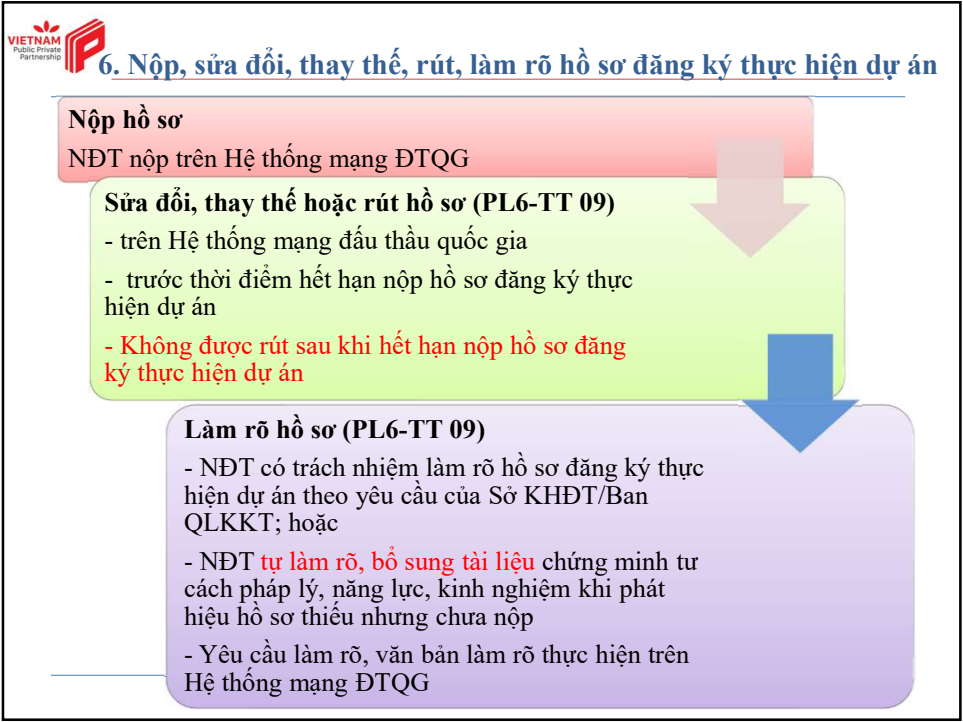 VIETNAM
Public Private
Partnership
6. Nộp, sửa đổi, thay thế, rút, làm rõ hồ sơ đăng ký thực hiện dự án
Nộp hồ sơ
NĐT nộp trên Hệ thống mạng ĐTQG
Sửa đổi, thay thế hoặc rút hồ sơ (PL6-TT 09)
- trên Hệ thống mạng đấu thầu quốc gia
- trước thời điểm hết hạn nộp hồ sơ đăng ký thực
hiện dự án
- Không được rút sau khi hết hạn nộp hồ sơ đăng
ký thực hiện dự án
Làm rõ hồ sơ (PL6-TT 09)
- NĐT có trách nhiệm làm rõ hồ sơ đăng ký thực
hiện dự án theo yêu cầu của Sở KHĐT/Ban
QLKKT; hoặc
- NĐT tự làm rõ, bổ sung tài liệu chứng minh tư
cách pháp lý, năng lực, kinh nghiệm khi phát
hiệu hồ sơ thiếu nhưng chưa nộp
- Yêu cầu làm rõ, văn bản làm rõ thực hiện trên
Hệ thống mạng ĐTQG